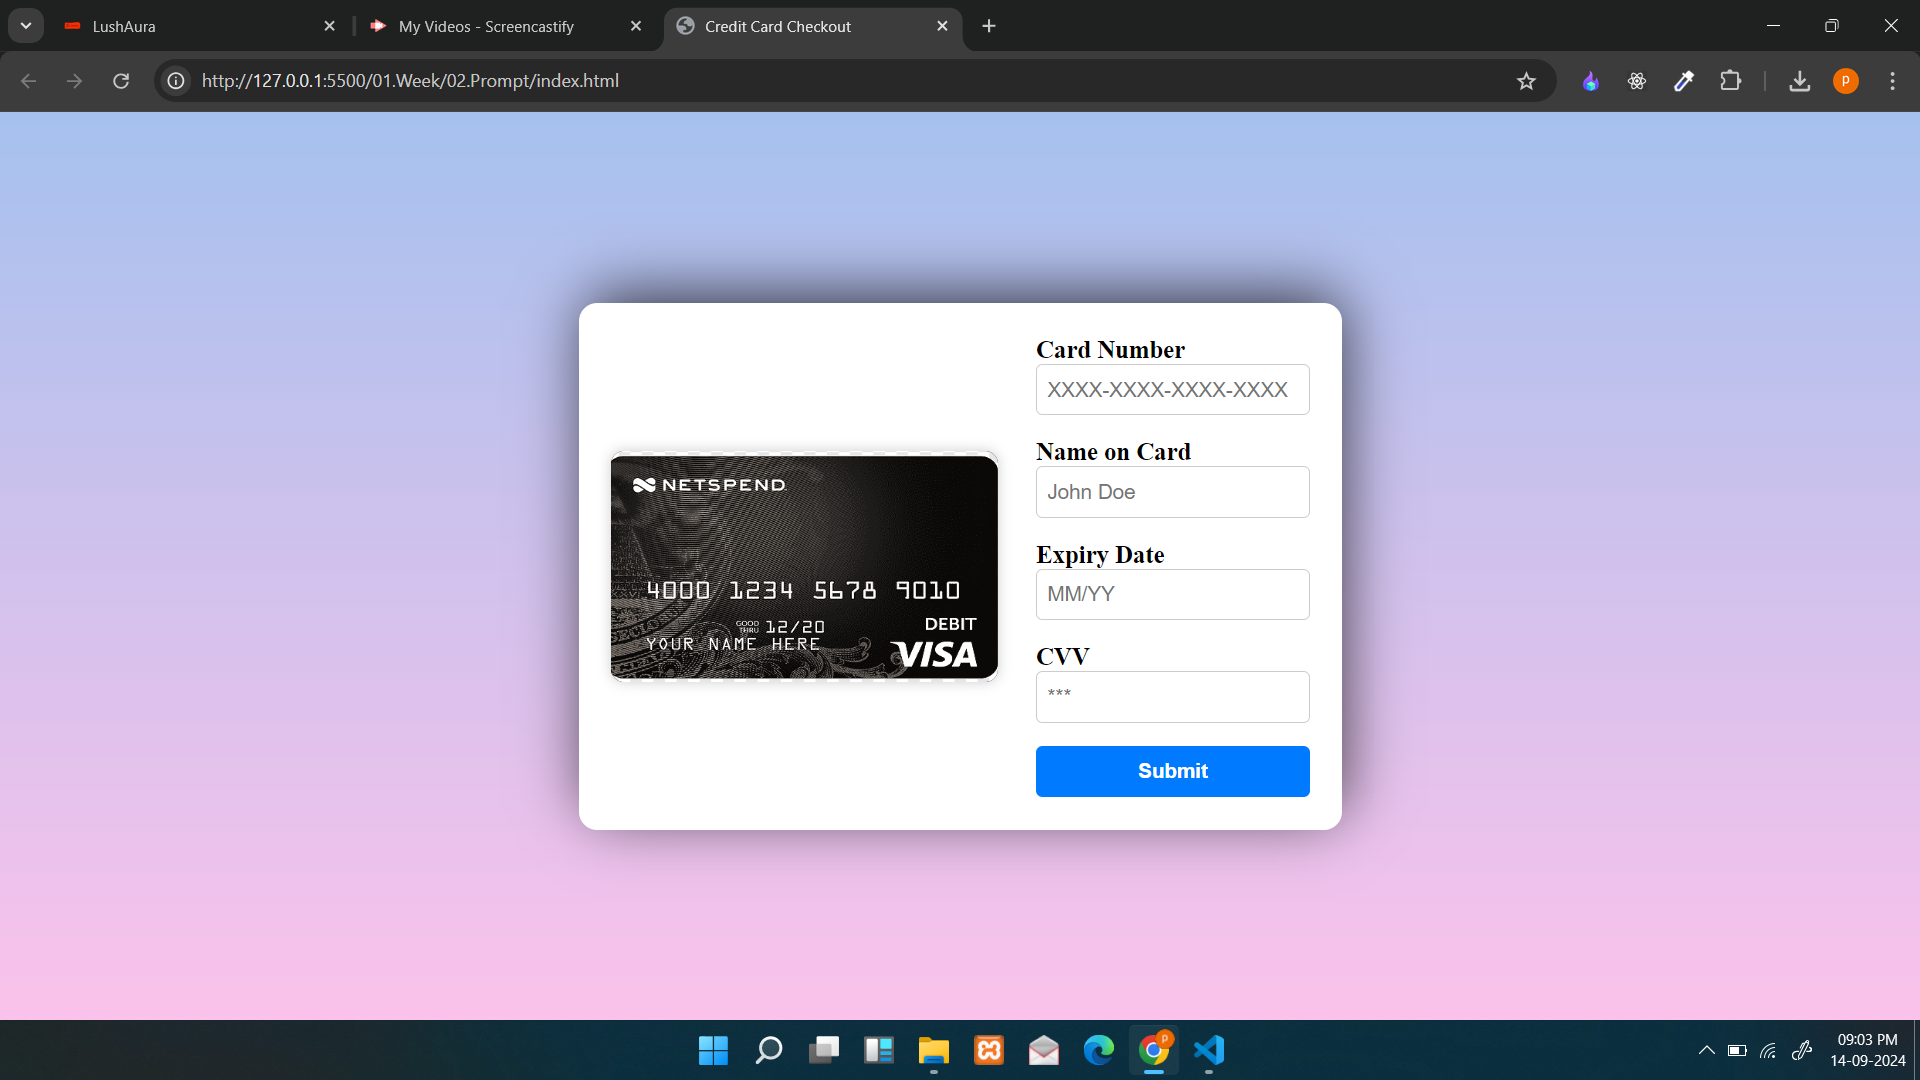 LushAura
My Videos - Screencastify
Credit Card Checkout
http://127.0.0.1:5500/01.Week/02.Prompt/index.html
p
Card Number
XXXX-XXXX-XXXX-XXXX
Name on Card
John Doe
Expiry Date
MM/YY
CVV
***
Submit
NETSPEND
4000 1234 5678 9010
GOOD THRU 12/20
DEBIT
YOUR NAME HERE
VISA
p
09:03 PM
14-09-2024